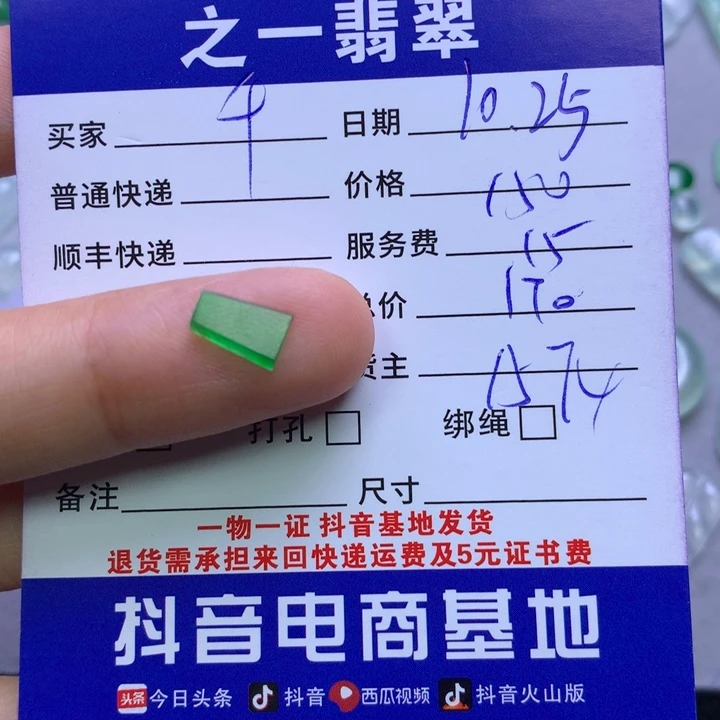 之一翡翠
买家 4 日期 10.25
普通快递 价格 150
顺丰快递 服务费 15
总价 170
货主 1574
打孔 绑绳
备注 尺寸
一物一证 抖音基地发货
退货需承担来回快递运费及5元证书费
抖音电商基地
头条 今日头条 抖音 西瓜视频 抖音火山版